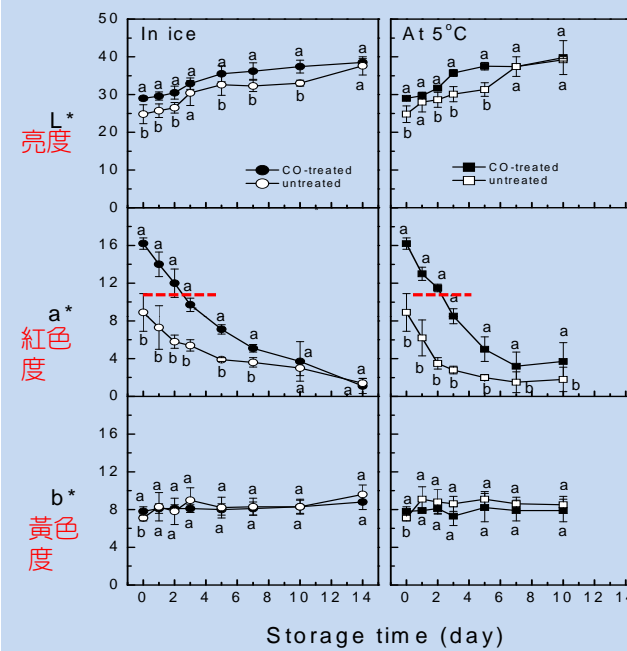 In ice
At 5°C
50
40
30
20
10
L*
亮度
a a a a a a a a
b b b a b b b a
a a a a a a a
b a b b b a a
CO-treated
untreated
CO-treated
untreated
16
12
8
4
0
a*
紅色
度
a a a a a a a a
b b b b b b a a
a a a a a a a
b b b b b b b
16
12
8
4
0
b*
黃色
度
a a a a a a a a
a a a a a a a a
a a a a a a a
a a a a a a a
0 2 4 6 8 10 12 14
0 2 4 6 8 10 12
Storage time (day)